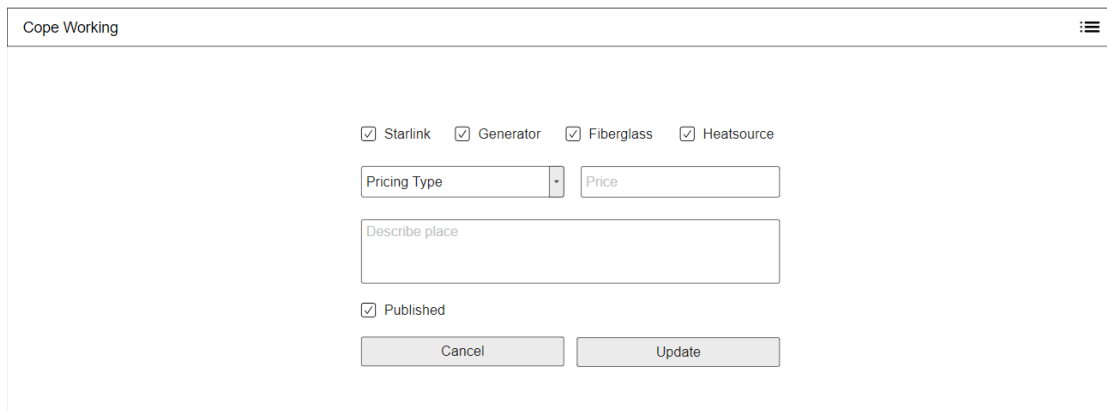 Cope Working
Starlink Generator Fiberglass Heatsource
Pricing Type Price
Describe place
Published
Cancel Update